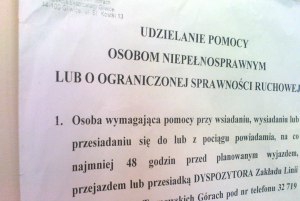 UDZIELANIE POMOCY
OSOBOM NIEPEŁNOSPRAWNYM
LUB O OGRANICZONEJ SPRAWNOŚCI RUCHOWEJ
1. Osoba wymagająca pomocy przy wsiadaniu, wysiadaniu lub
przesiadaniu się do lub z pociągu powiadamia, na co
najmniej 48 godzin przed planowanym wyjazdem,
przejazdem lub przesiadką DYSPOZYTORA Zakładu Linii
Górach pod nr telefonu 32 719